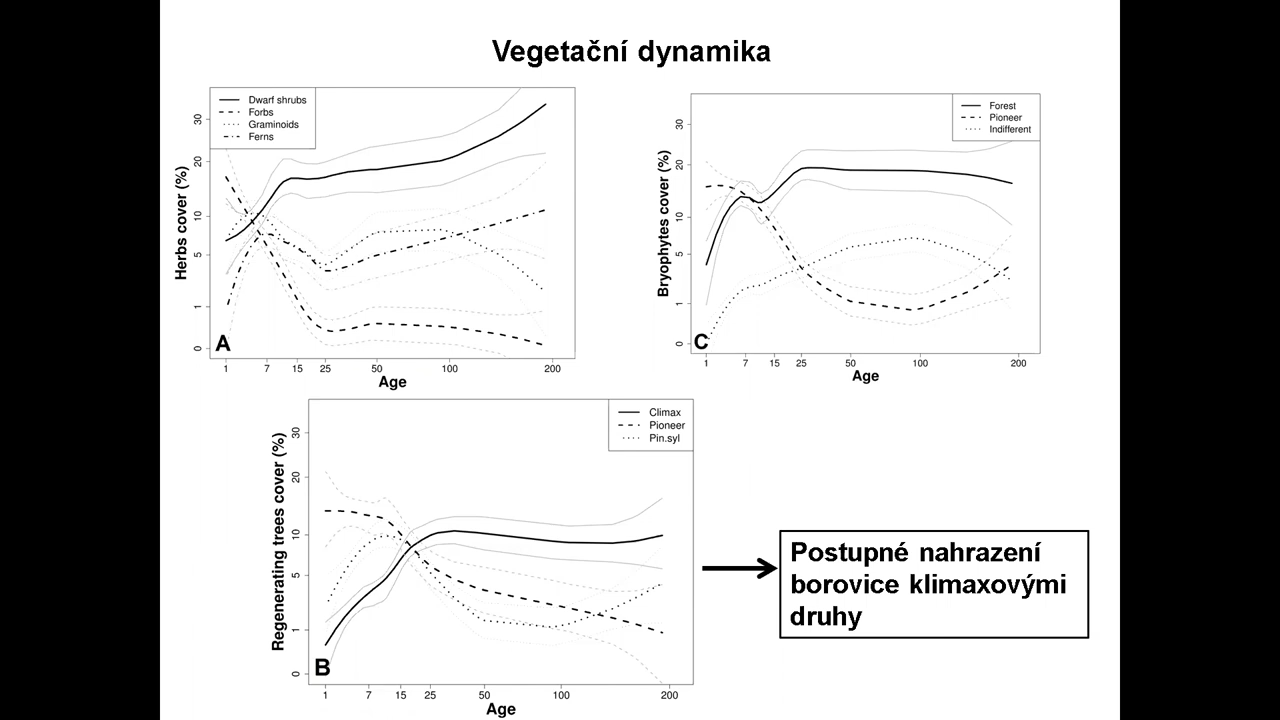 Vegetační dynamika
Dwarf shrubs
Forbs
Graminoids
Ferns
Herbs cover (%)
30
20
10
5
1
0
A
1 7 15 25 50 100 200
Age
Forest
Pioneer
Indifferent
Bryophytes cover (%)
30
20
10
5
1
0
C
1 7 15 25 50 100 200
Age
Climax
Pioneer
Pin.syl
Regenerating trees cover (%)
30
20
10
5
1
0
B
1 7 15 25 50 100 200
Age
Postupné nahrazení
borovice klimaxovými
druhy